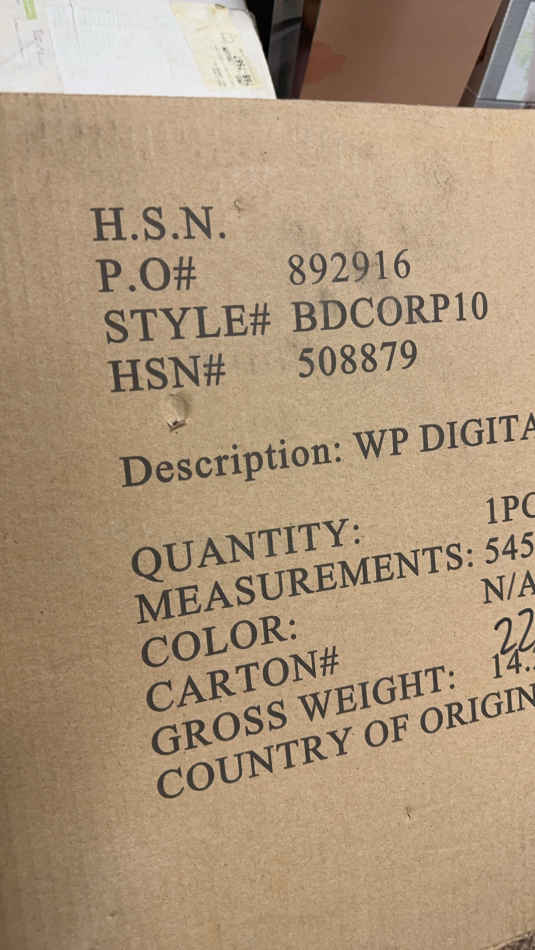 H.S.N.
P.O# 892916
STYLE# BDCORP10
HSN# 508879
Description: WP DIGITA
QUANTITY: 1PC
MEASUREMENTS: 545
COLOR: N/A
CARTON# 22
GROSS WEIGHT: 14.
COUNTRY OF ORIGIN